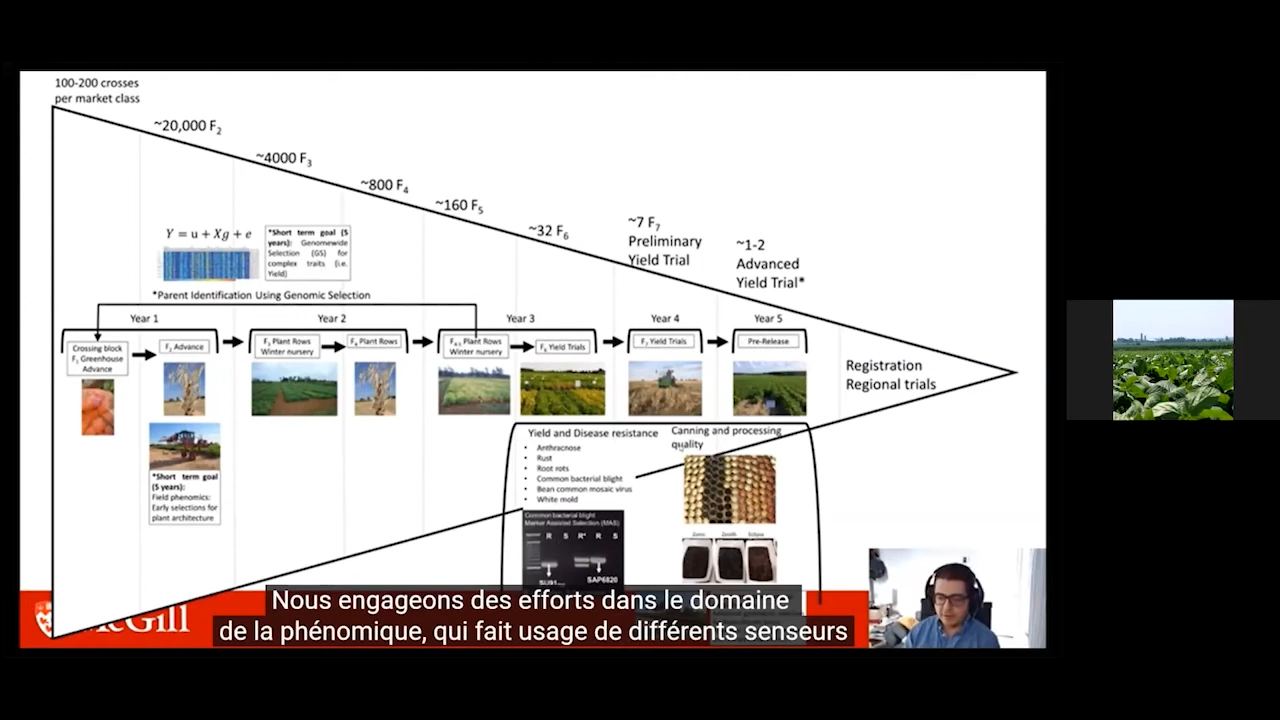 100-200 crosses
per market class
~20,000 F2
~4000 F3
~800 F4
~160 F5
~32 F6
~7 F7
Preliminary
Yield Trial
~1-2
Advanced
Yield Trial*
Y = u + Xg + e
*Short term goal (5
years): Genomewide
Selection (GS) for
complex traits (i.e.
Yield)
*Parent Identification Using Genomic Selection
Year 1
Year 2
Year 3
Year 4
Year 5
Crossing block
F1 Greenhouse
Advance
F2 Advance
F3 Plant Rows
Winter nursery
F4 Plant Rows
Plant Rows
Winter nursery
F6 Yield Trials
F7 Yield Trials
Pre-Release
Registration
Regional trials
*Short term goal
(5 years):
Field phenomics:
Early selections for
plant architecture
Yield and Disease resistance
• Anthracnose
• Rust
• Root rots
• Common bacterial blight
• Bean common mosaic virus
• White mold
Canning and processing
quality
Common bacterial blight
Marker Assisted Selection (MAS)
R S R* R S
SU91
SAP6820
Zorro Zenith Eclipse
McGill
Nous engageons des efforts dans le domaine
de la phénomique, qui fait usage de différents senseurs